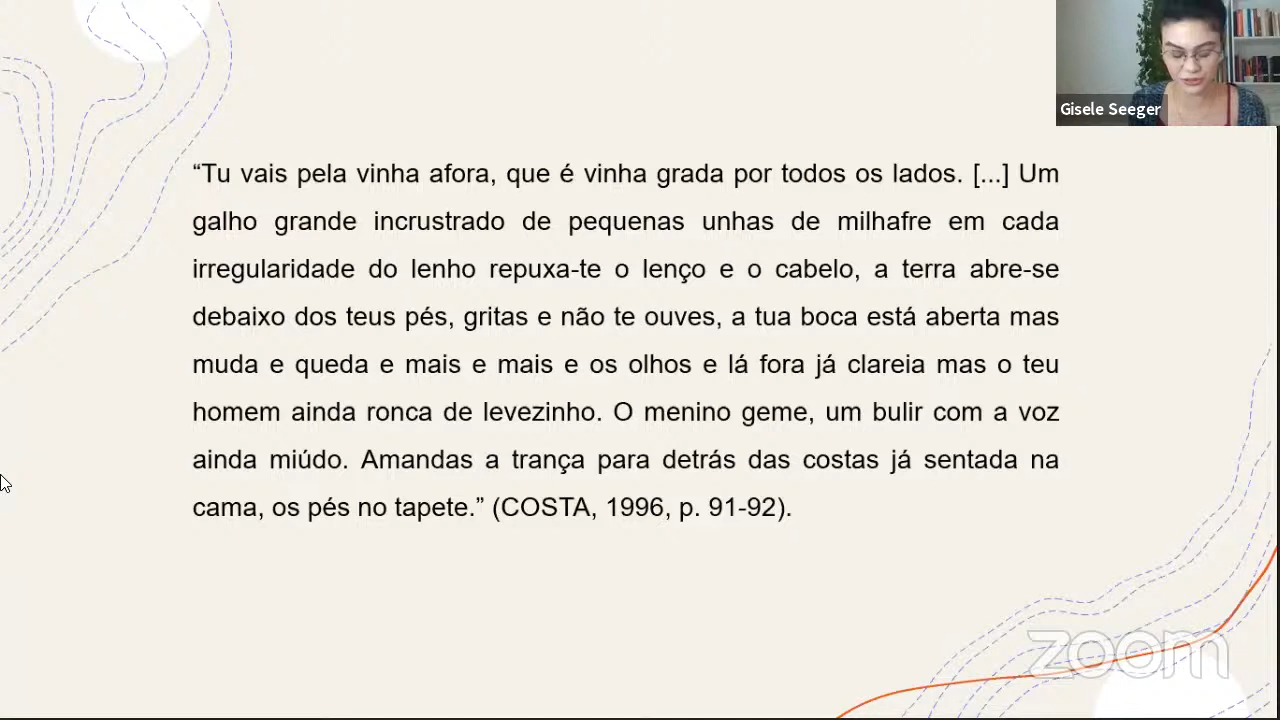 Gisele Seeger
“Tu vais pela vinha afora, que é vinha grada por todos os lados. [...] Um
galho grande incrustrado de pequenas unhas de milhafre em cada
irregularidade do lenho repuxa-te o lenço e o cabelo, a terra abre-se
debaixo dos teus pés, gritas e não te ouves, a tua boca está aberta mas
muda e queda e mais e mais e os olhos e lá fora já clareia mas o teu
homem ainda ronca de levezinho. O menino geme, um bulir com a voz
ainda miúdo. Amandas a trança para detrás das costas já sentada na
cama, os pés no tapete.” (COSTA, 1996, p. 91-92).
zoom